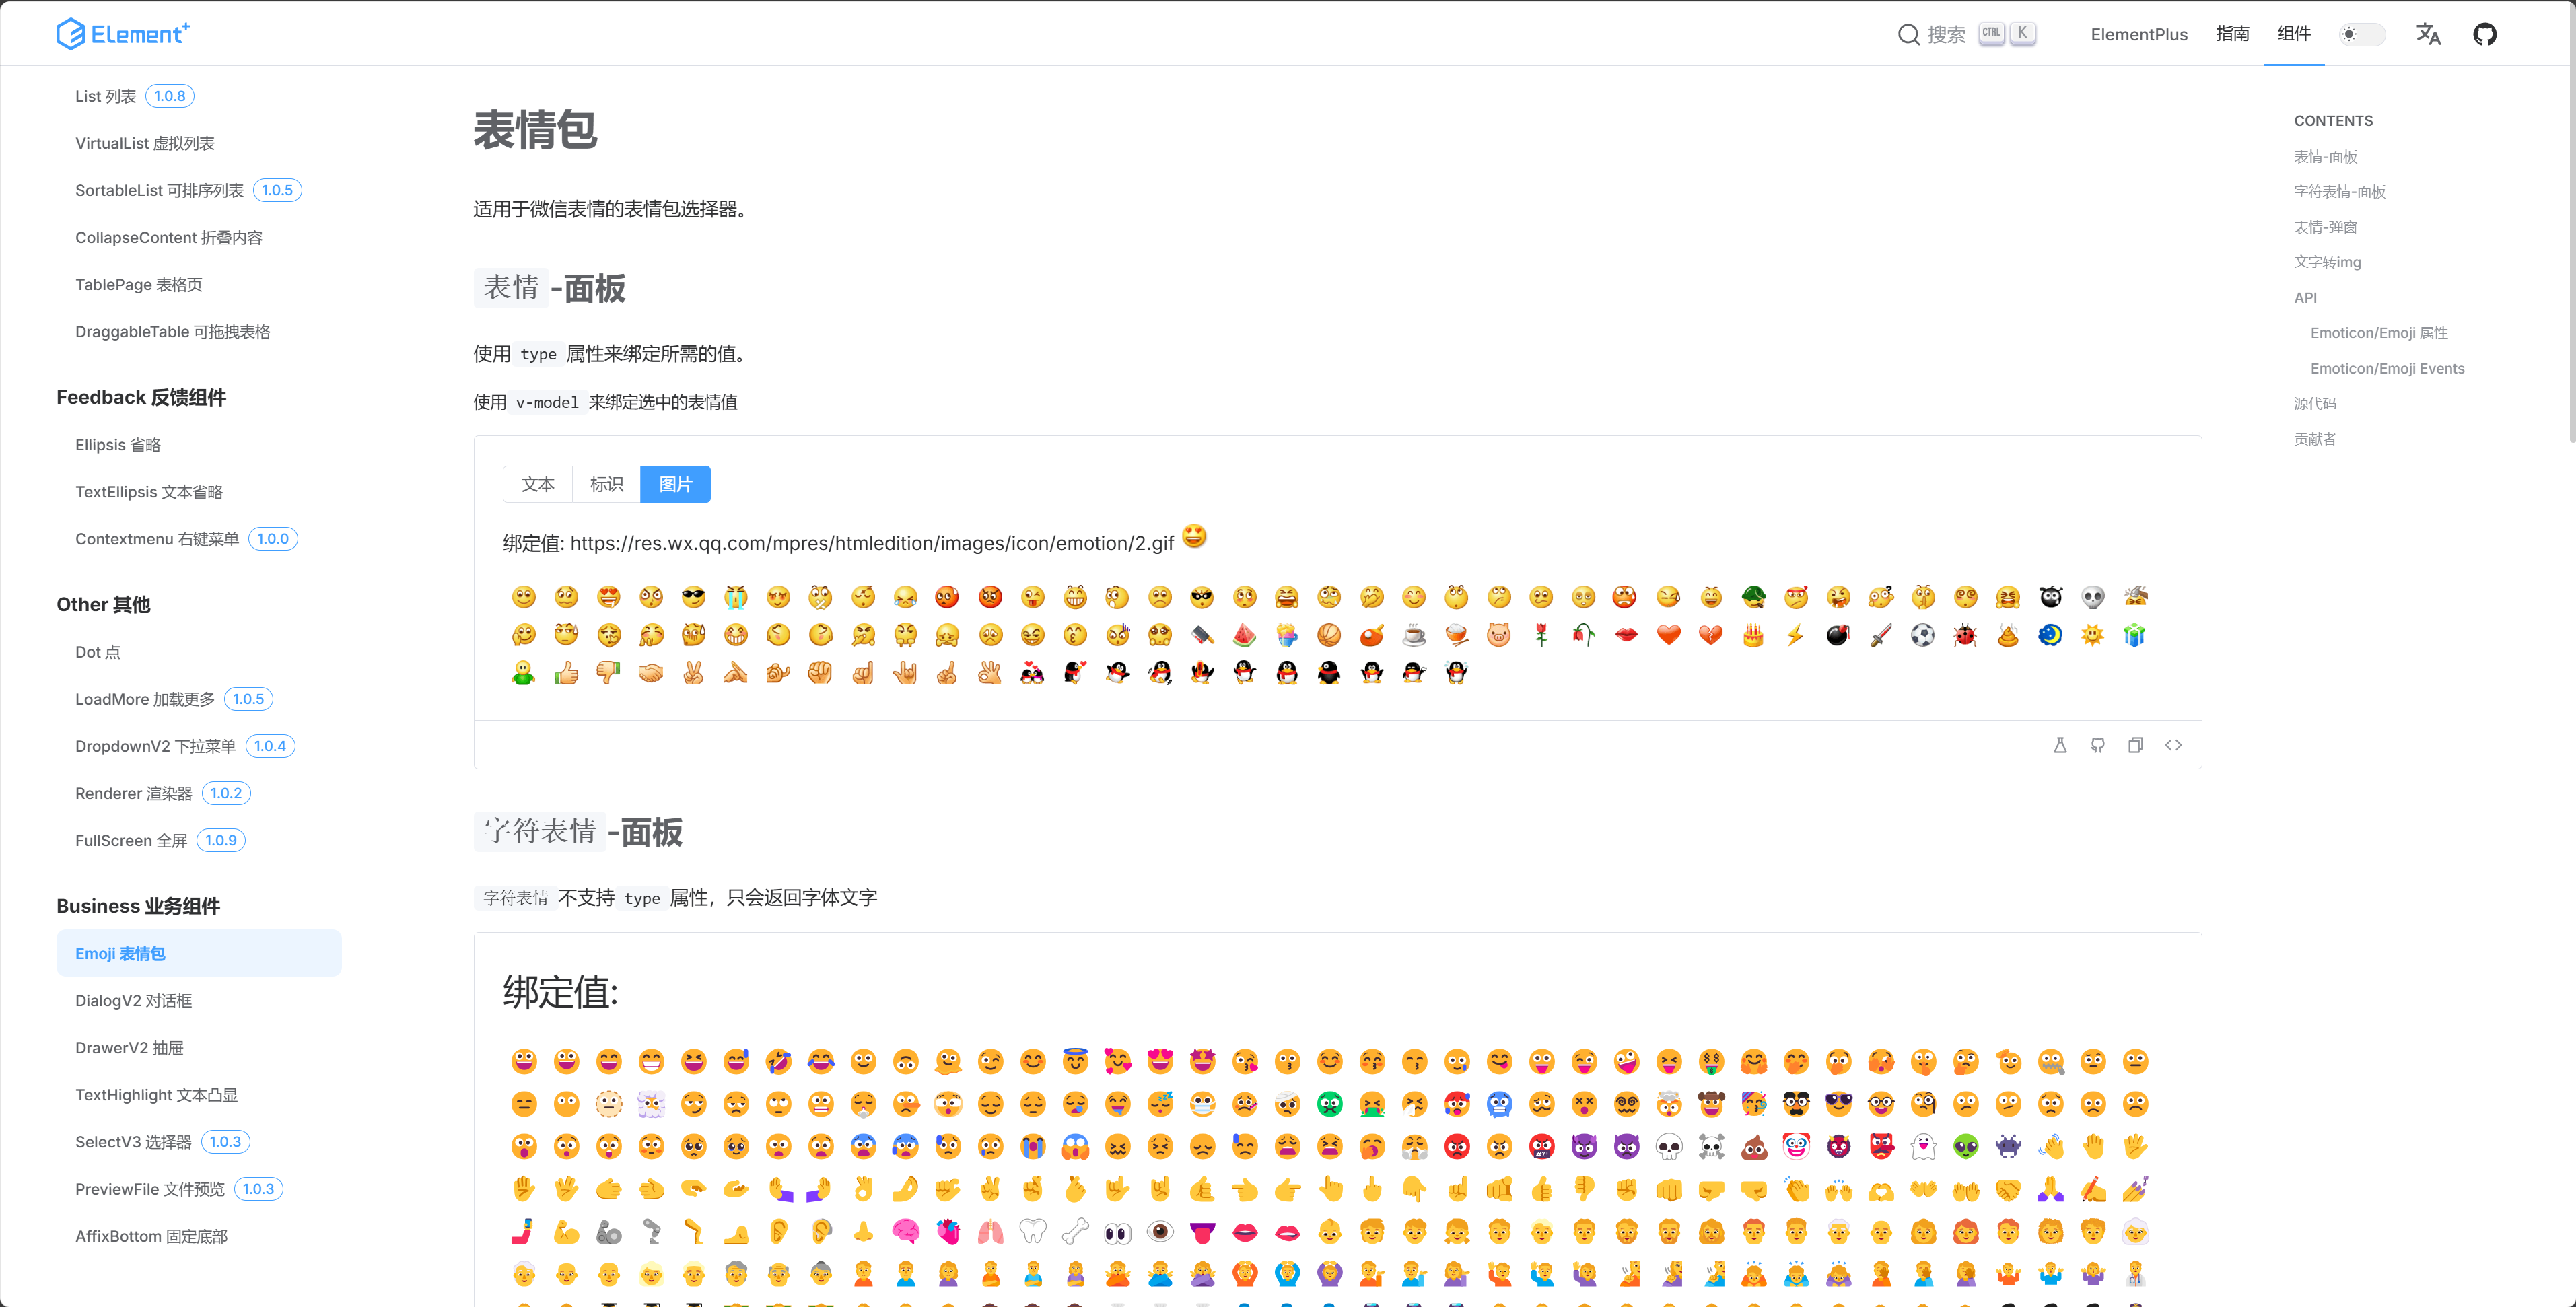 Element+
搜索 CTRL K
ElementPlus
指南
组件
List 列表 1.0.8
VirtualList 虚拟列表
SortableList 可排序列表 1.0.5
CollapseContent 折叠内容
TablePage 表格页
DraggableTable 可拖拽表格
Feedback 反馈组件
Ellipsis 省略
TextEllipsis 文本省略
Contextmenu 右键菜单 1.0.0
Other 其他
Dot 点
LoadMore 加载更多 1.0.5
DropdownV2 下拉菜单 1.0.4
Renderer 渲染器 1.0.2
FullScreen 全屏 1.0.9
Business 业务组件
Emoji 表情包
DialogV2 对话框
DrawerV2 抽屉
TextHighlight 文本凸显
SelectV3 选择器 1.0.3
PreviewFile 文件预览 1.0.3
AffixBottom 固定底部
表情包
适用于微信表情的表情包选择器。
表情-面板
使用 type 属性来绑定所需的值。
使用 v-model 来绑定选中的表情值
文本 标识 图片
绑定值: https://res.wx.qq.com/mpres/htmledition/images/icon/emotion/2.gif
字符表情-面板
字符表情 不支持 type 属性，只会返回字体文字
绑定值:
CONTENTS
表情-面板
字符表情-面板
表情-弹窗
文字转img
API
Emoticon/Emoji 属性
Emoticon/Emoji Events
源代码
贡献者